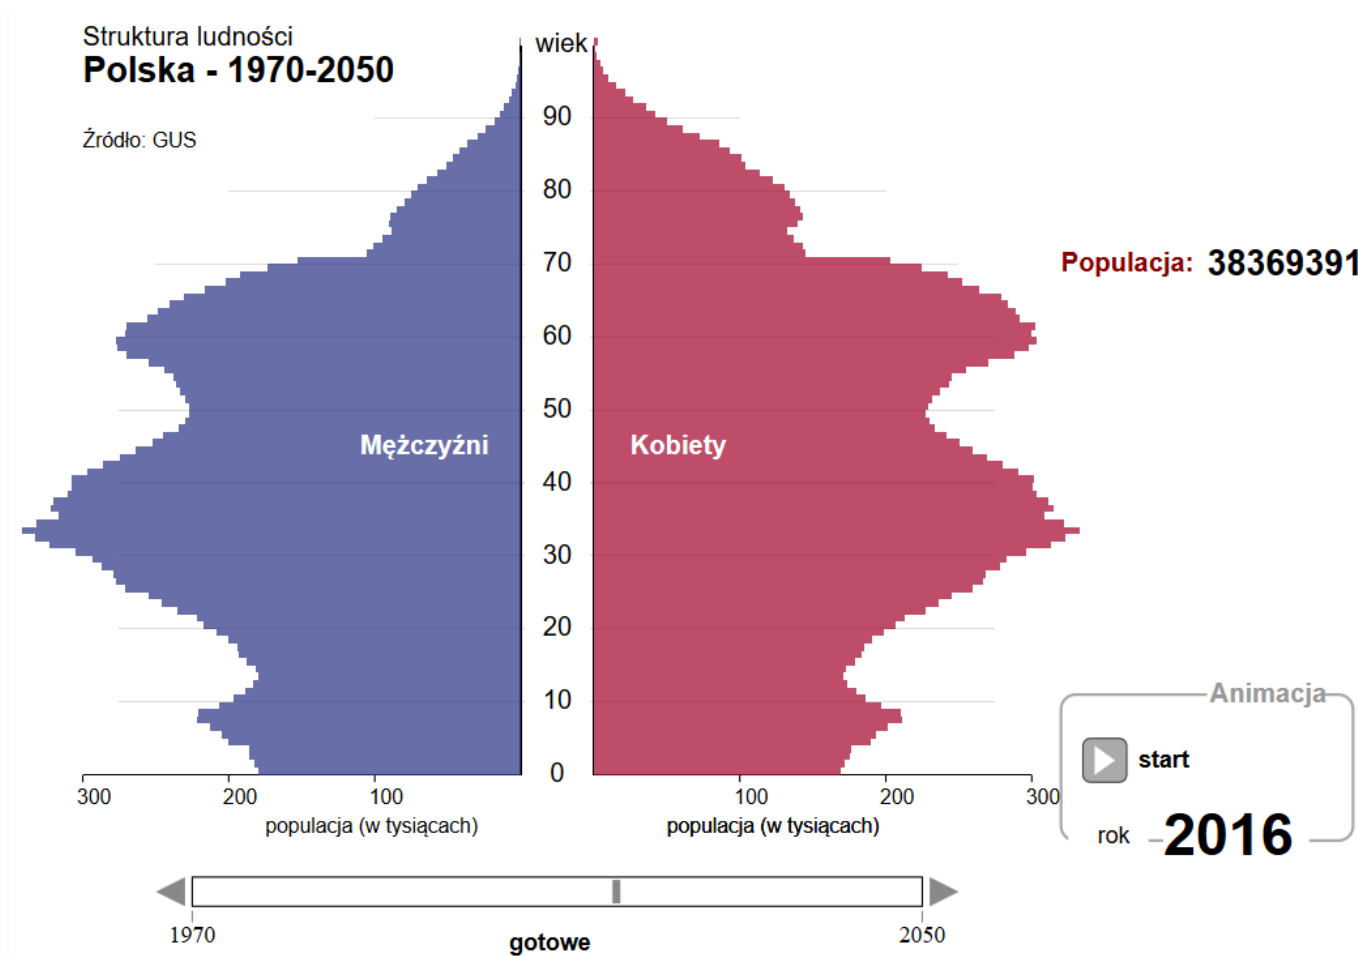 Struktura ludności
Polska - 1970-2050
Źródło: GUS
wiek
90
80
70
60
50
40
30
20
10
0
Mężczyźni
Kobiety
Populacja: 38369391
300 200 100
100 200 300
populacja (w tysiącach)
populacja (w tysiącach)
Animacja
start
rok 2016
1970
2050
gotowe